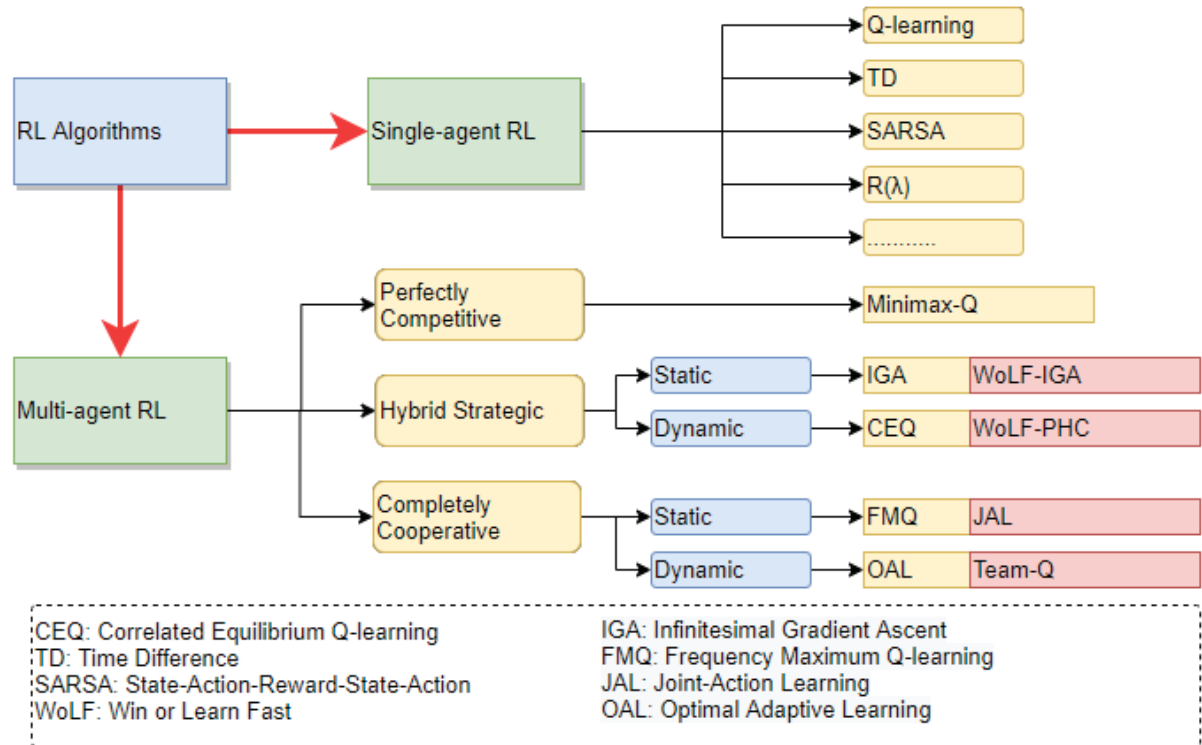 Q-learning
TD
RL Algorithms
Single-agent RL
SARSA
R(λ)
...........
Perfectly
Competitive
Minimax-Q
Multi-agent RL
Hybrid Strategic
Static
IGA
WoLF-IGA
Dynamic
CEQ
WoLF-PHC
Completely
Cooperative
Static
FMQ
JAL
Dynamic
OAL
Team-Q
CEQ: Correlated Equilibrium Q-learning
TD: Time Difference
SARSA: State-Action-Reward-State-Action
WoLF: Win or Learn Fast
IGA: Infinitesimal Gradient Ascent
FMQ: Frequency Maximum Q-learning
JAL: Joint-Action Learning
OAL: Optimal Adaptive Learning